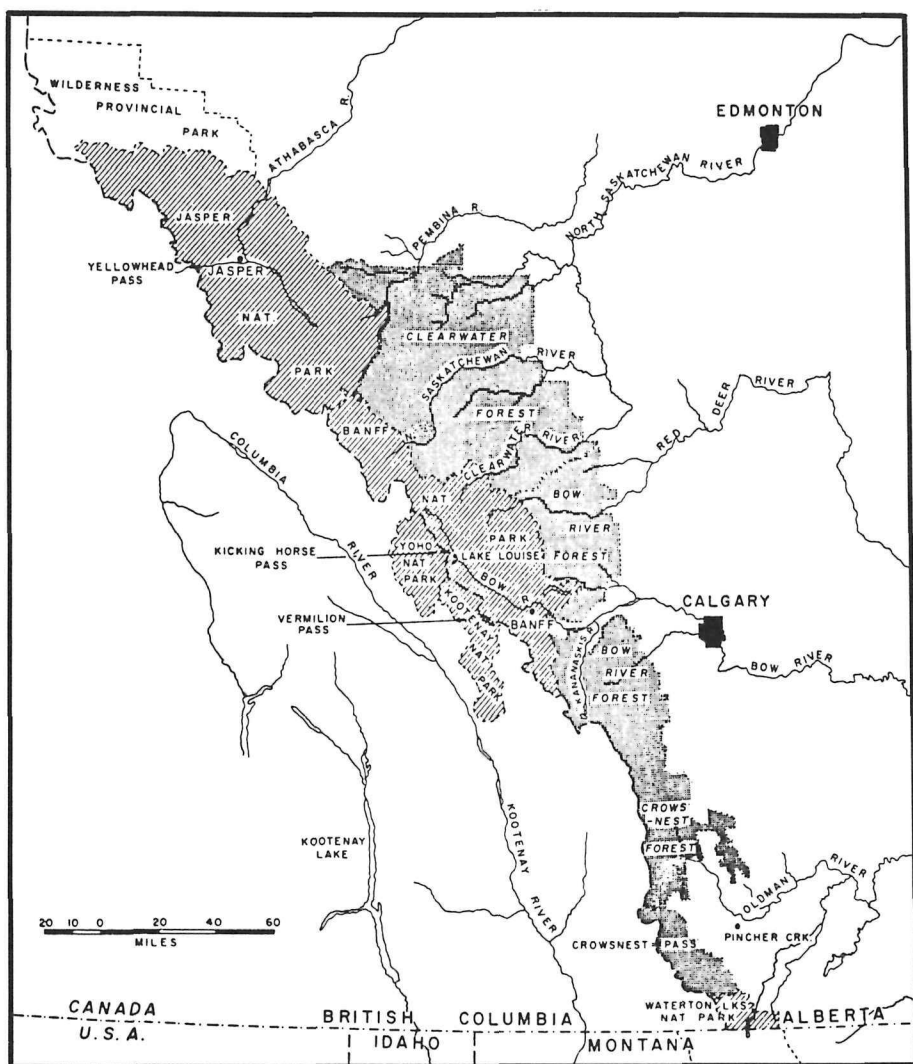 WILDERNESS
PROVINCIAL
PARK
ATHABASCA R.
EDMONTON
NORTH SASKATCHEWAN RIVER
JASPER
PEMBINA R.
YELLOWHEAD
PASS
JASPER
NAT.
PARK
CLEARWATER
N. SASKATCHEWAN RIVER
FOREST
RED DEER RIVER
BANFF
CLEARWATER RIVER
COLUMBIA
RIVER
NAT
PARK
BOW
RIVER
FOREST
KICKING HORSE
PASS
YOHO
NAT
PARK
LAKE LOUISE
BOW R.
CALGARY
VERMILION
PASS
KOOTENAY
NAT
PARK
BANFF
KANANASKIS R.
BOW
RIVER
FOREST
BOW RIVER
CROWS
-NEST
FOREST
KOOTENAY
LAKE
KOOTENAY
RIVER
OLDMAN RIVER
20 10 0 20 40 60
MILES
PINCHER CRK.
CROWSNEST PASS
WATERTON LKS
NAT PARK
CANADA
U.S.A.
BRITISH COLUMBIA
ALBERTA
IDAHO
MONTANA